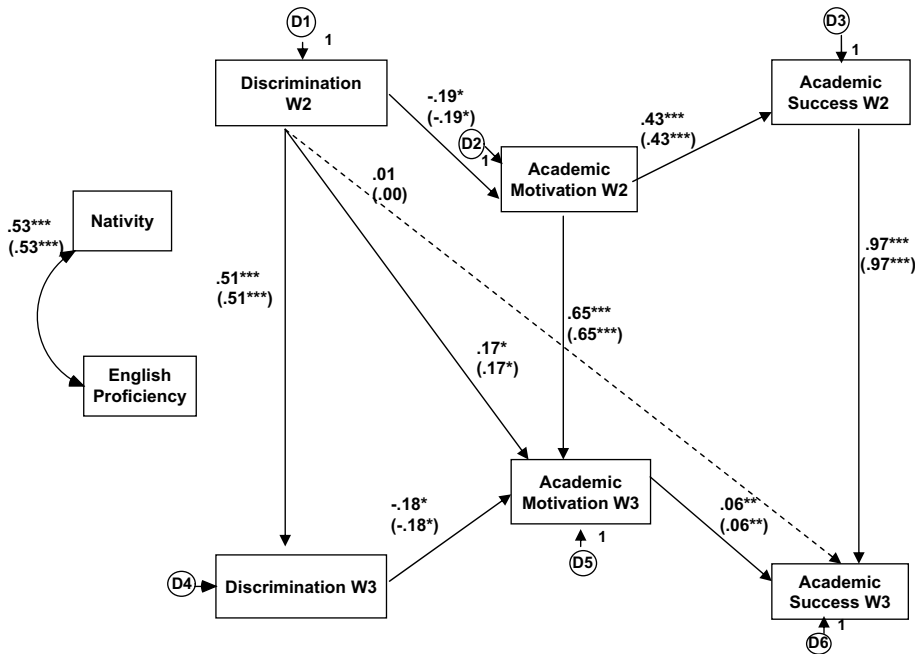 D1
1
Discrimination
W2
-.19*
(-.19*)
D2
1
Academic
Motivation W2
.43***
(.43***)
D3
1
Academic
Success W2
.01
(.00)
Nativity
.53***
(.53***)
English
Proficiency
.51***
(.51***)
.17*
(.17*)
.65***
(.65***)
.97***
(.97***)
Academic
Motivation W3
-.18*
(-.18*)
1
D5
.06**
(.06**)
D4
Discrimination W3
Academic
Success W3
1
D6